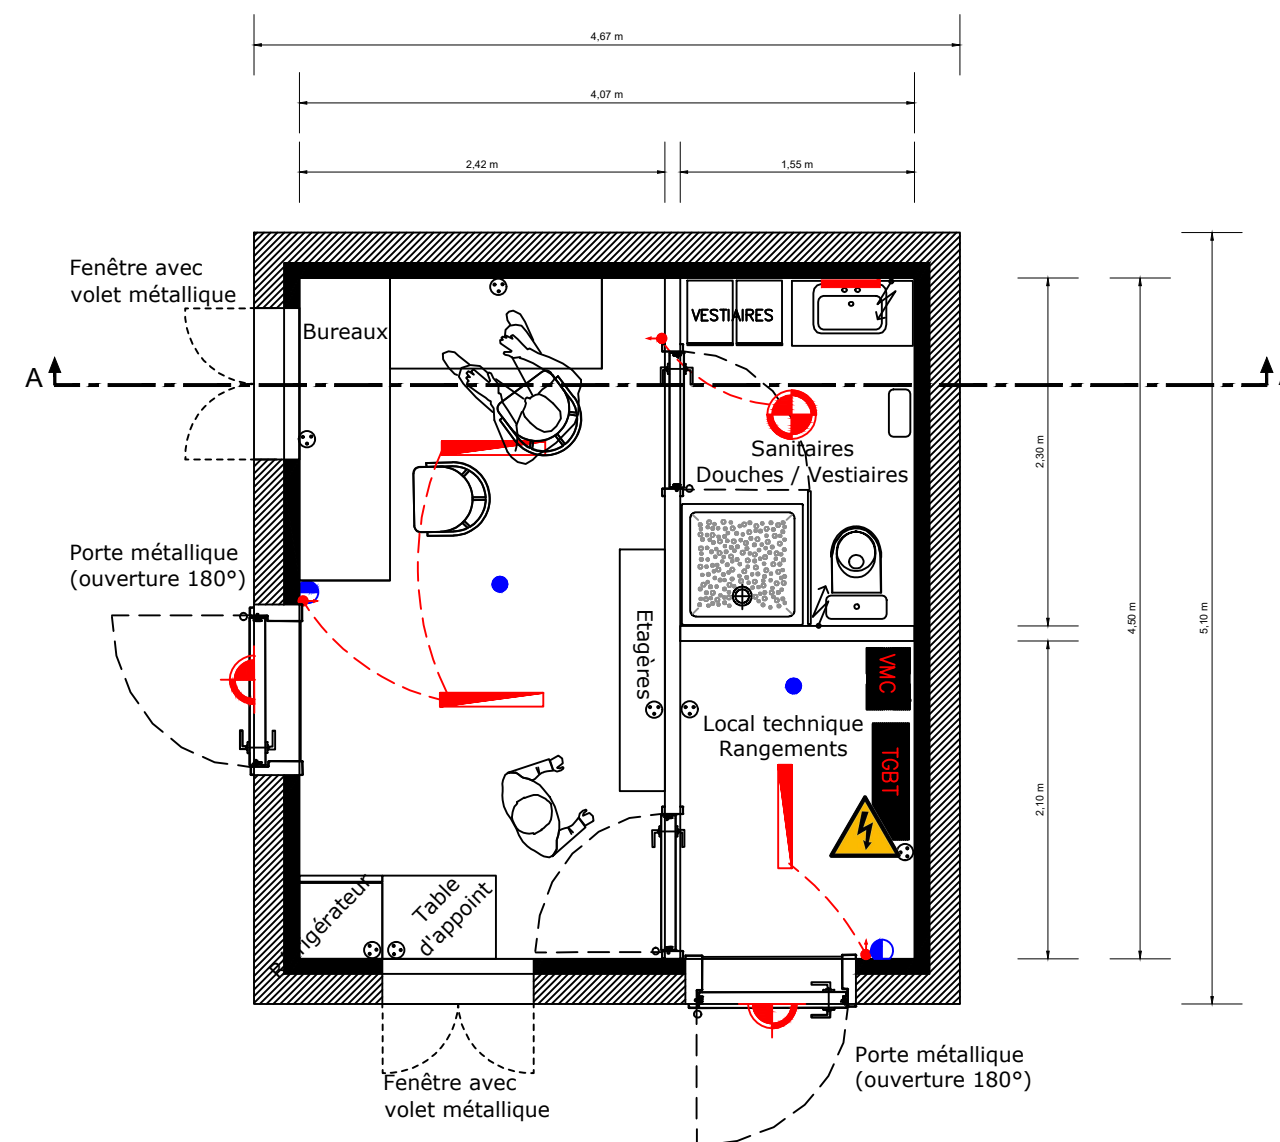 4,67 m
4,07 m
2,42 m
1,55 m
Fenêtre avec
volet métallique
Bureaux
VESTIAIRES
A
Sanitaires
Douches / Vestiaires
2,30 m
4,50 m
5,10 m
Porte métallique
(ouverture 180°)
Etagères
VMC
Local technique
Rangements
TGBT
2,10 m
Réfrigérateur
Table
d'appoint
Fenêtre avec
volet métallique
Porte métallique
(ouverture 180°)